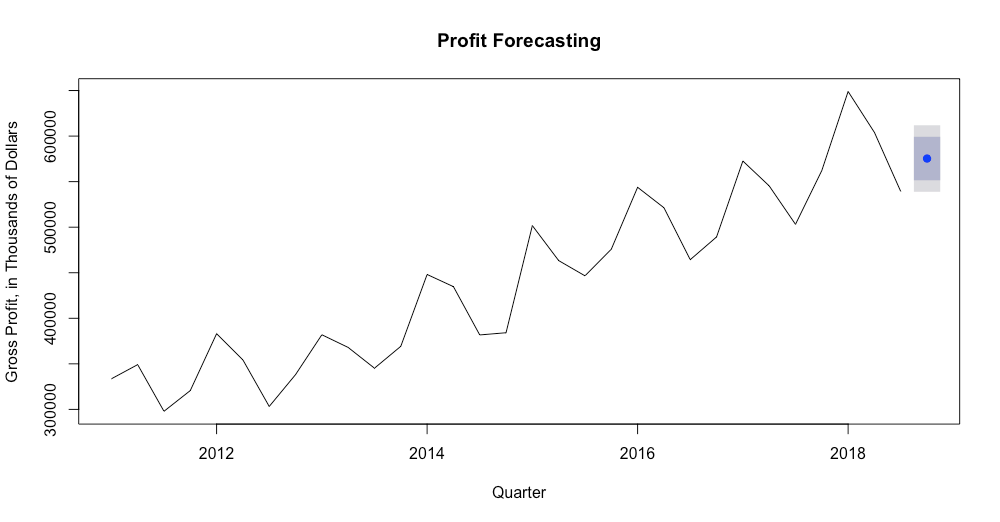 Profit Forecasting
Gross Profit, in Thousands of Dollars
600000
500000
400000
300000
2012 2014 2016 2018
Quarter